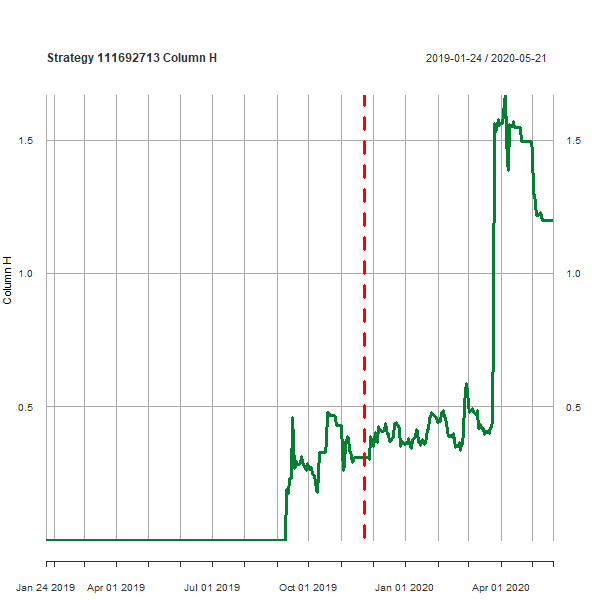 Strategy 111692713 Column H
2019-01-24 / 2020-05-21
1.5
1.5
1.0
1.0
Column H
0.5
0.5
Jan 24 2019
Apr 01 2019
Jul 01 2019
Oct 01 2019
Jan 01 2020
Apr 01 2020